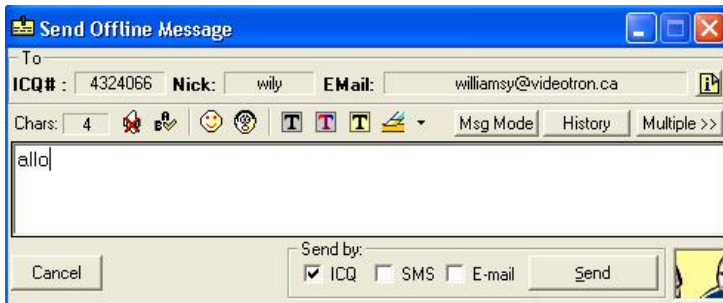 Send Offline Message
To
ICQ# : 4324066 Nick: wily EMail: williamsy@videotron.ca
Chars: 4 T T T Msg Mode History Multiple >>
allo
Send by:
Cancel ICQ SMS E-mail Send